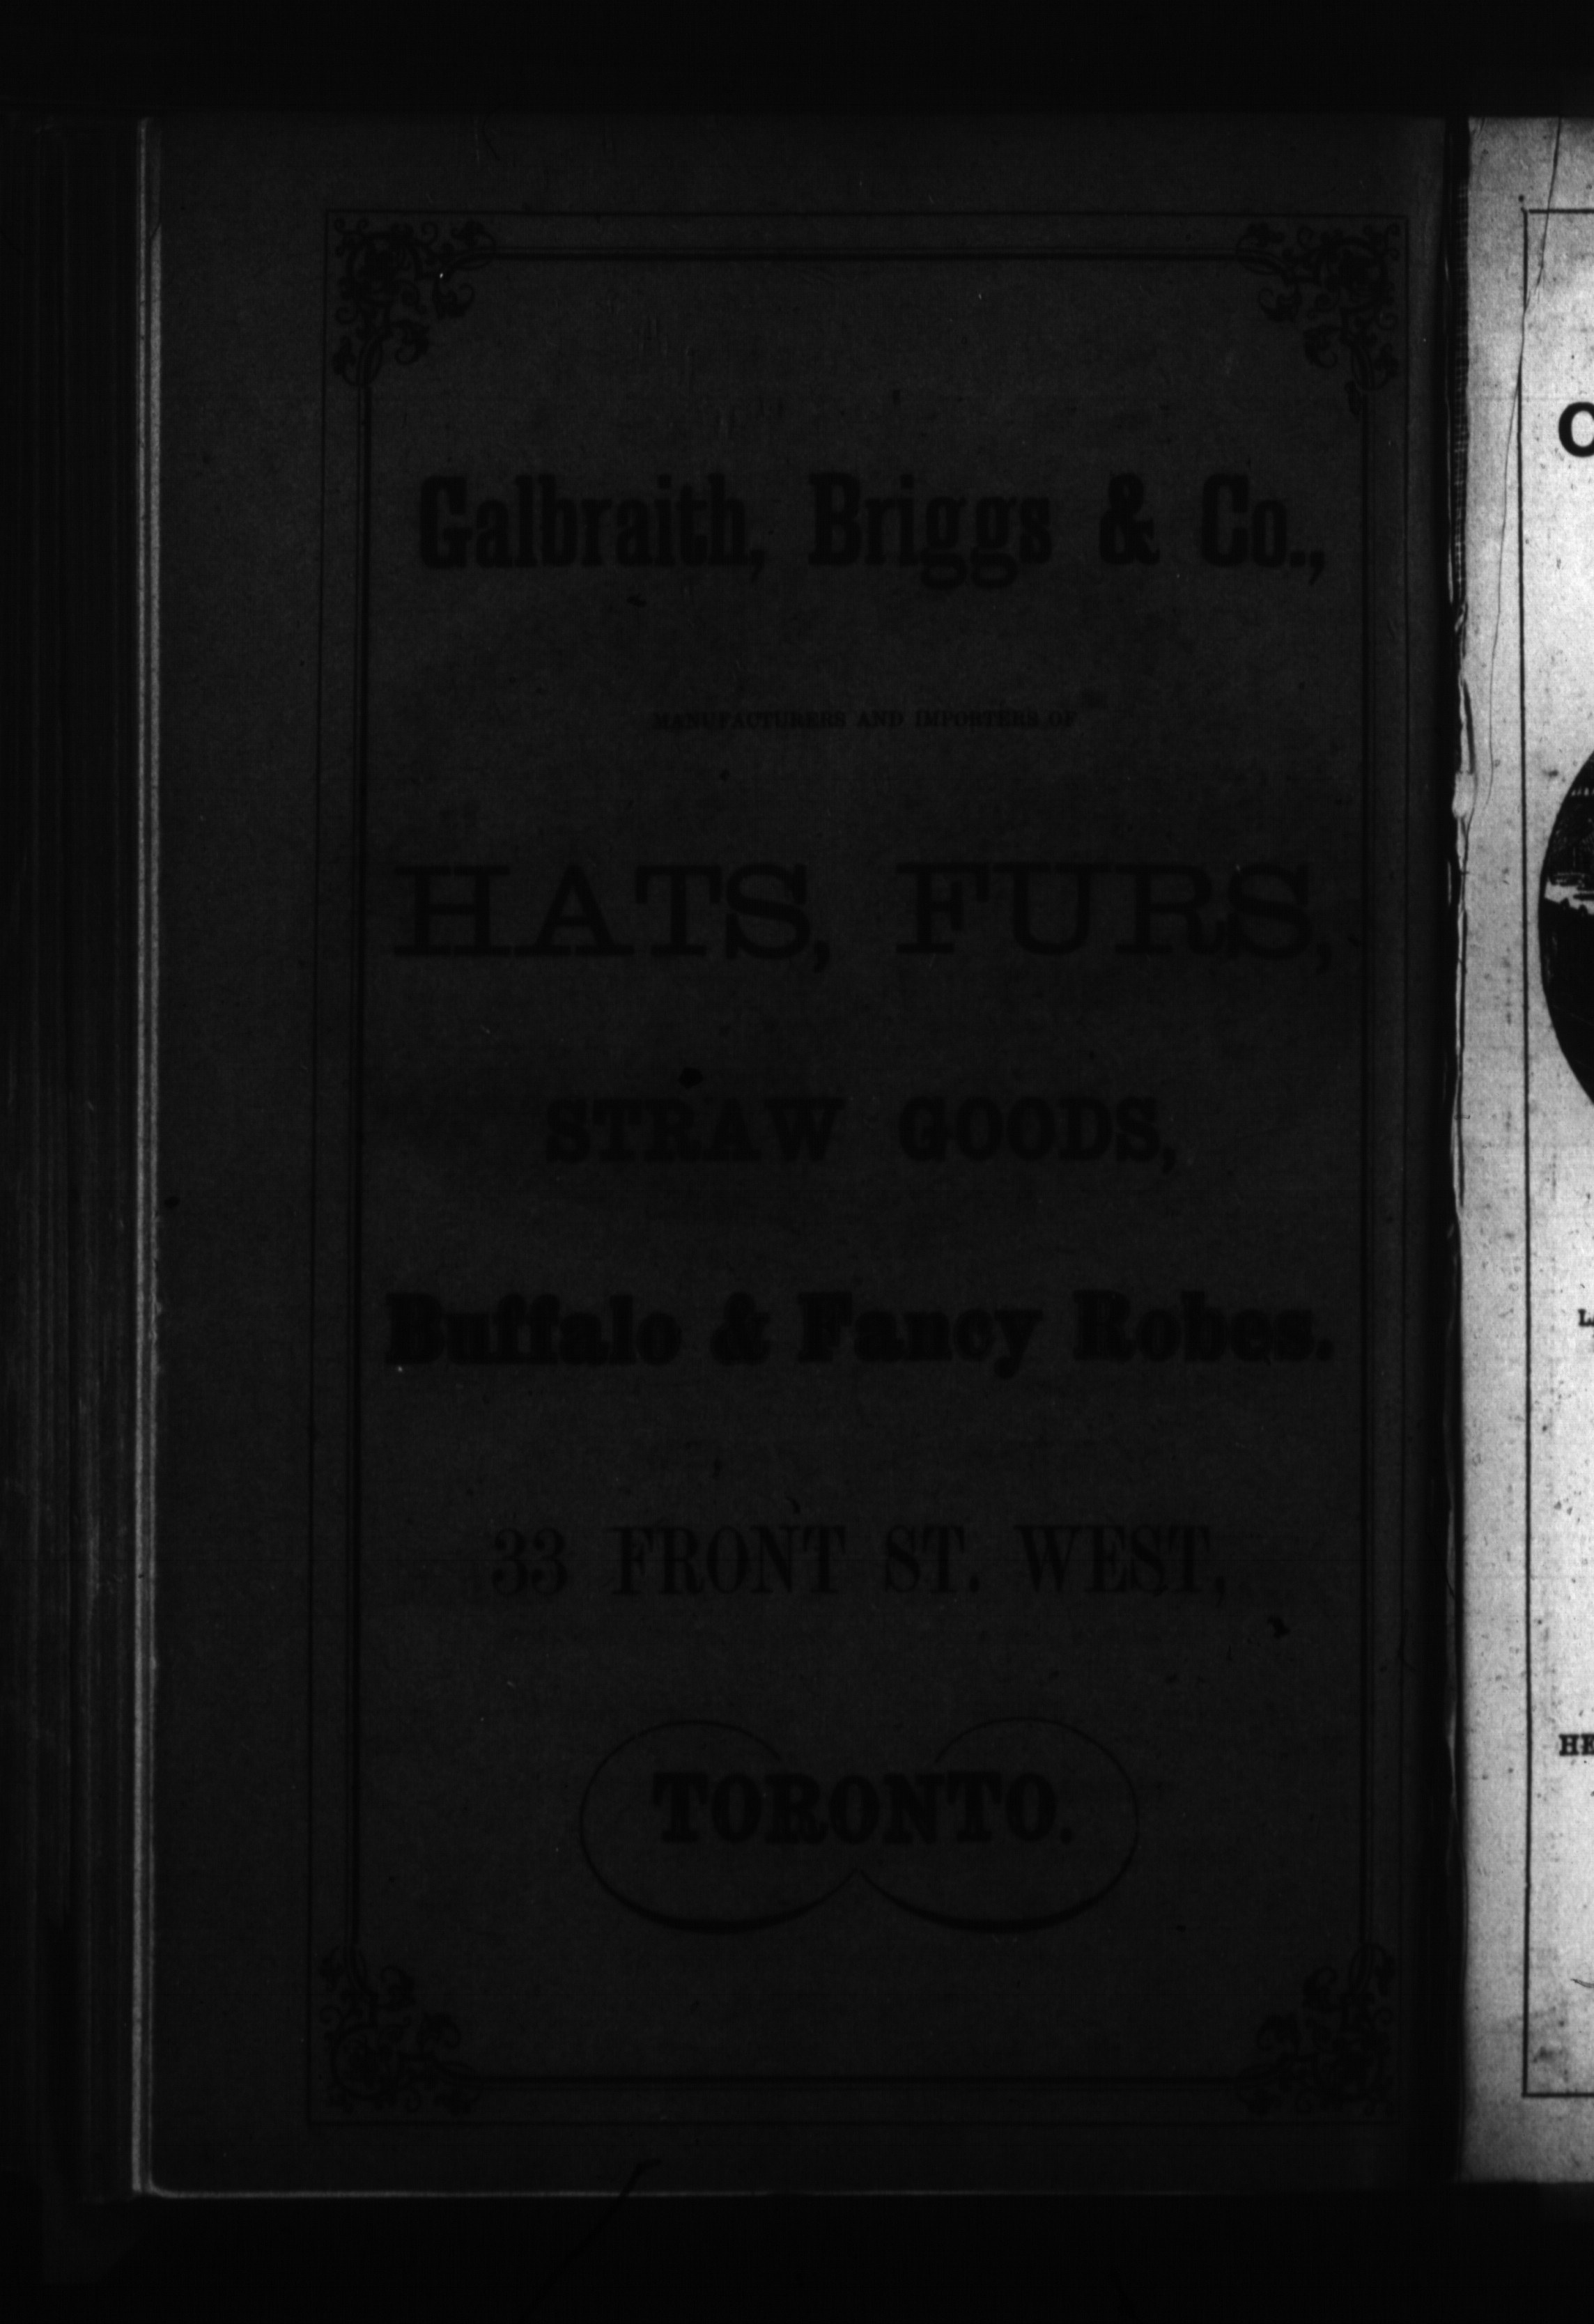 Galbraith, Briggs & Co.,
MANUFACTURERS AND IMPORTERS OF
HATS, FURS,
STRAW GOODS,
Buffalo & Fancy Robes.
33 FRONT ST. WEST,
TORONTO.